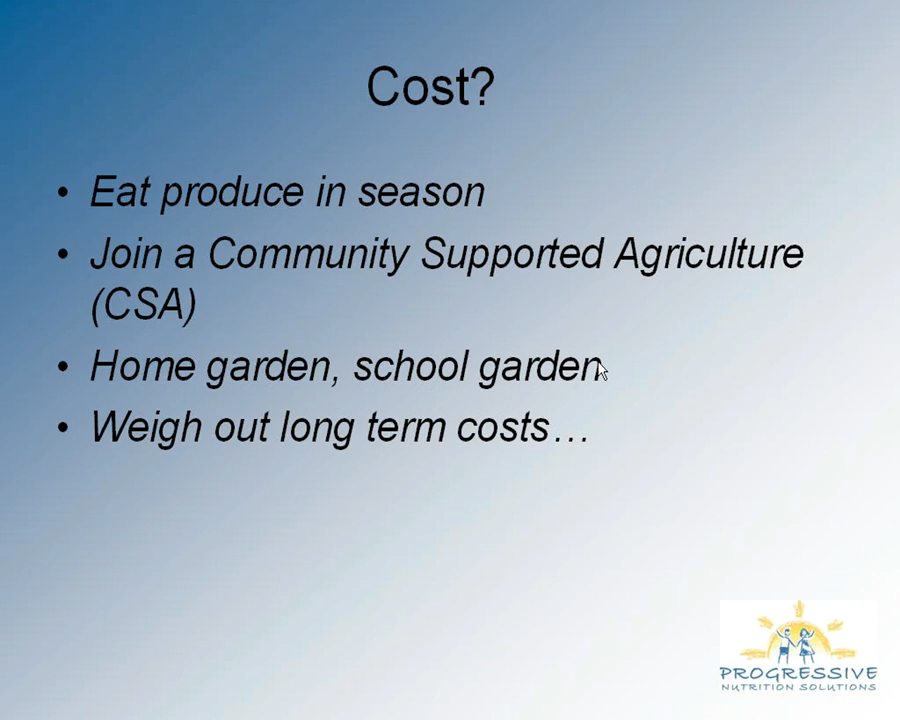 Cost?
• Eat produce in season
• Join a Community Supported Agriculture
(CSA)
• Home garden, school garden
• Weigh out long term costs…
PROGRESSIVE
NUTRITION SOLUTIONS